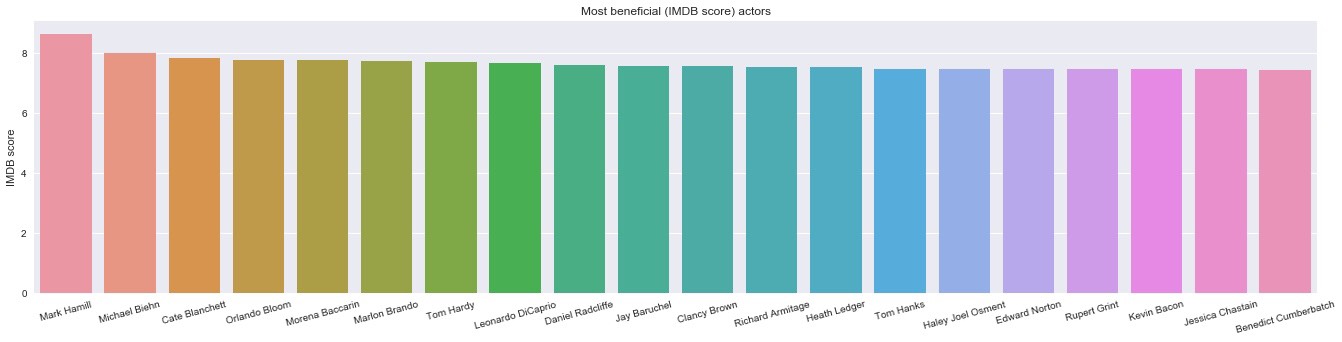 Most beneficial (IMDB score) actors
IMDB score
8
6
4
2
0
Mark Hamill
Michael Biehn
Cate Blanchett
Orlando Bloom
Morena Baccarin
Marlon Brando
Tom Hardy
Leonardo DiCaprio
Daniel Radcliffe
Jay Baruchel
Clancy Brown
Richard Armitage
Heath Ledger
Tom Hanks
Haley Joel Osment
Edward Norton
Rupert Grint
Kevin Bacon
Jessica Chastain
Benedict Cumberbatch